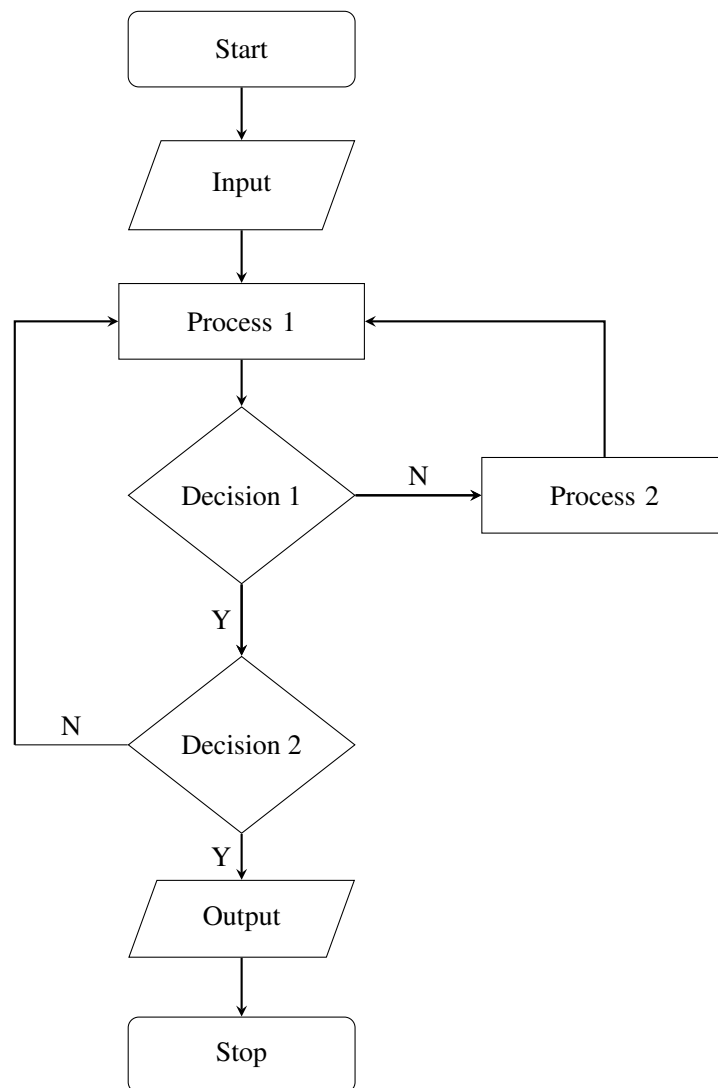 Start
Input
Process 1
Decision 1
N
Process 2
Y
N
Decision 2
Y
Output
Stop